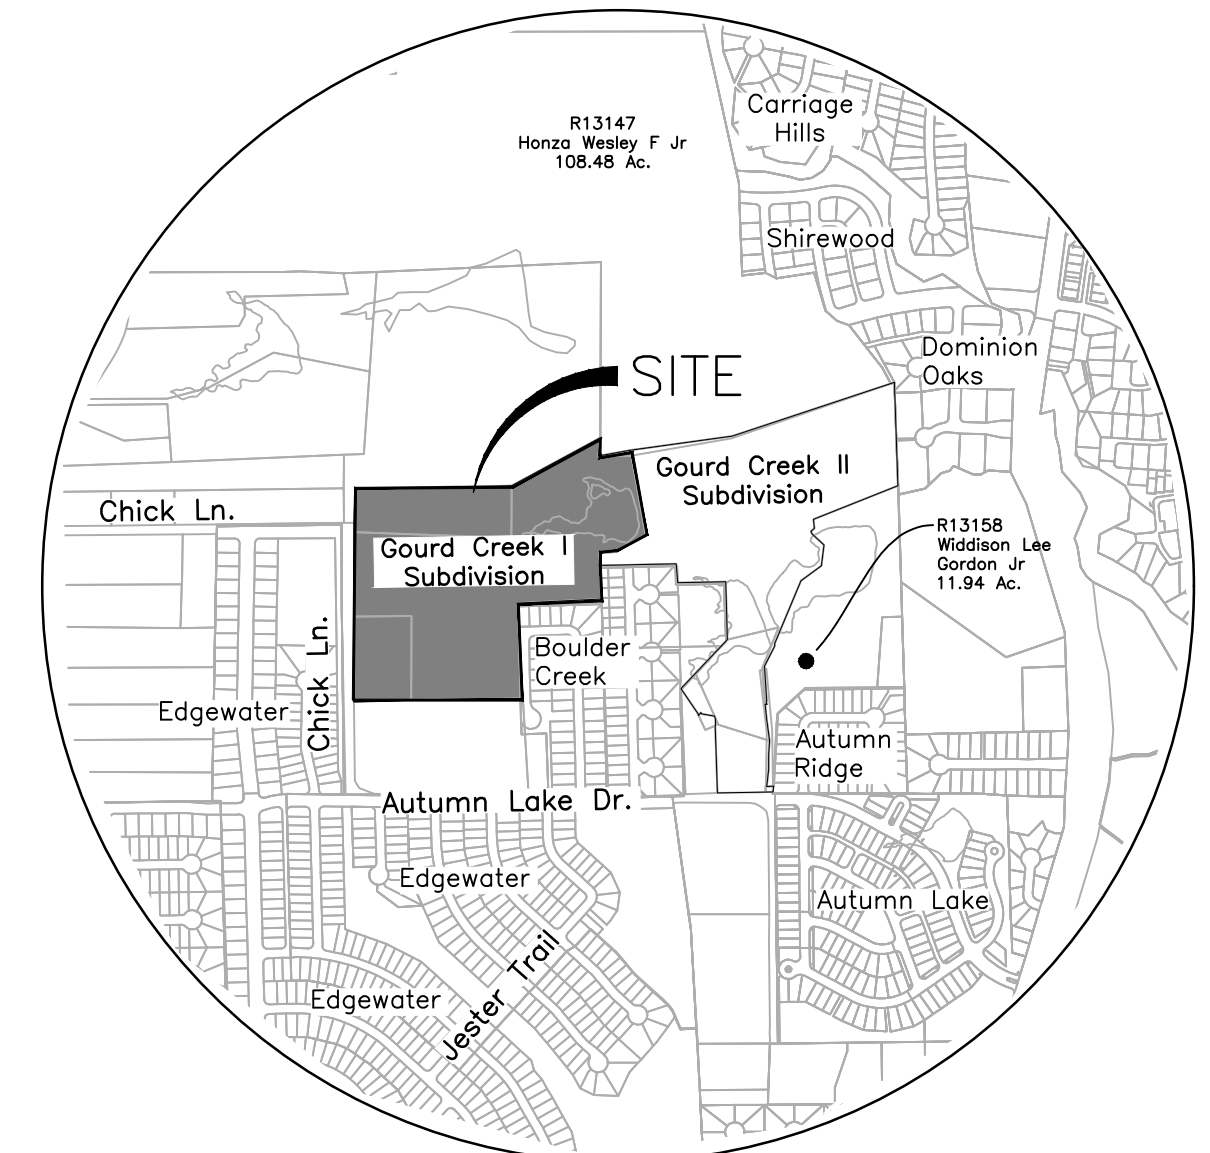 Carriage
Hills
R13147
Honza Wesley F Jr
108.48 Ac.
Shirewood
Dominion
Oaks
SITE
Gourd Creek II
Subdivision
Chick Ln.
R13158
Widdison Lee
Gordon Jr
11.94 Ac.
Gourd Creek I
Subdivision
Boulder
Creek
Chick Ln.
Edgewater
Autumn
Ridge
Autumn Lake Dr.
Edgewater
Autumn Lake
Jester Trail
Edgewater